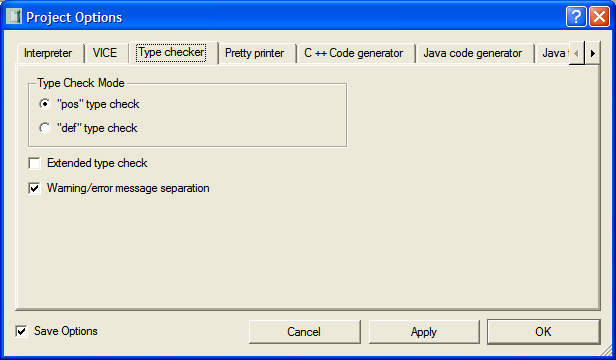 Project Options
Interpreter VICE Type checker Pretty printer C ++ Code generator Java code generator Java
Type Check Mode
"pos" type check
"def" type check
Extended type check
Warning/error message separation
Save Options Cancel Apply OK